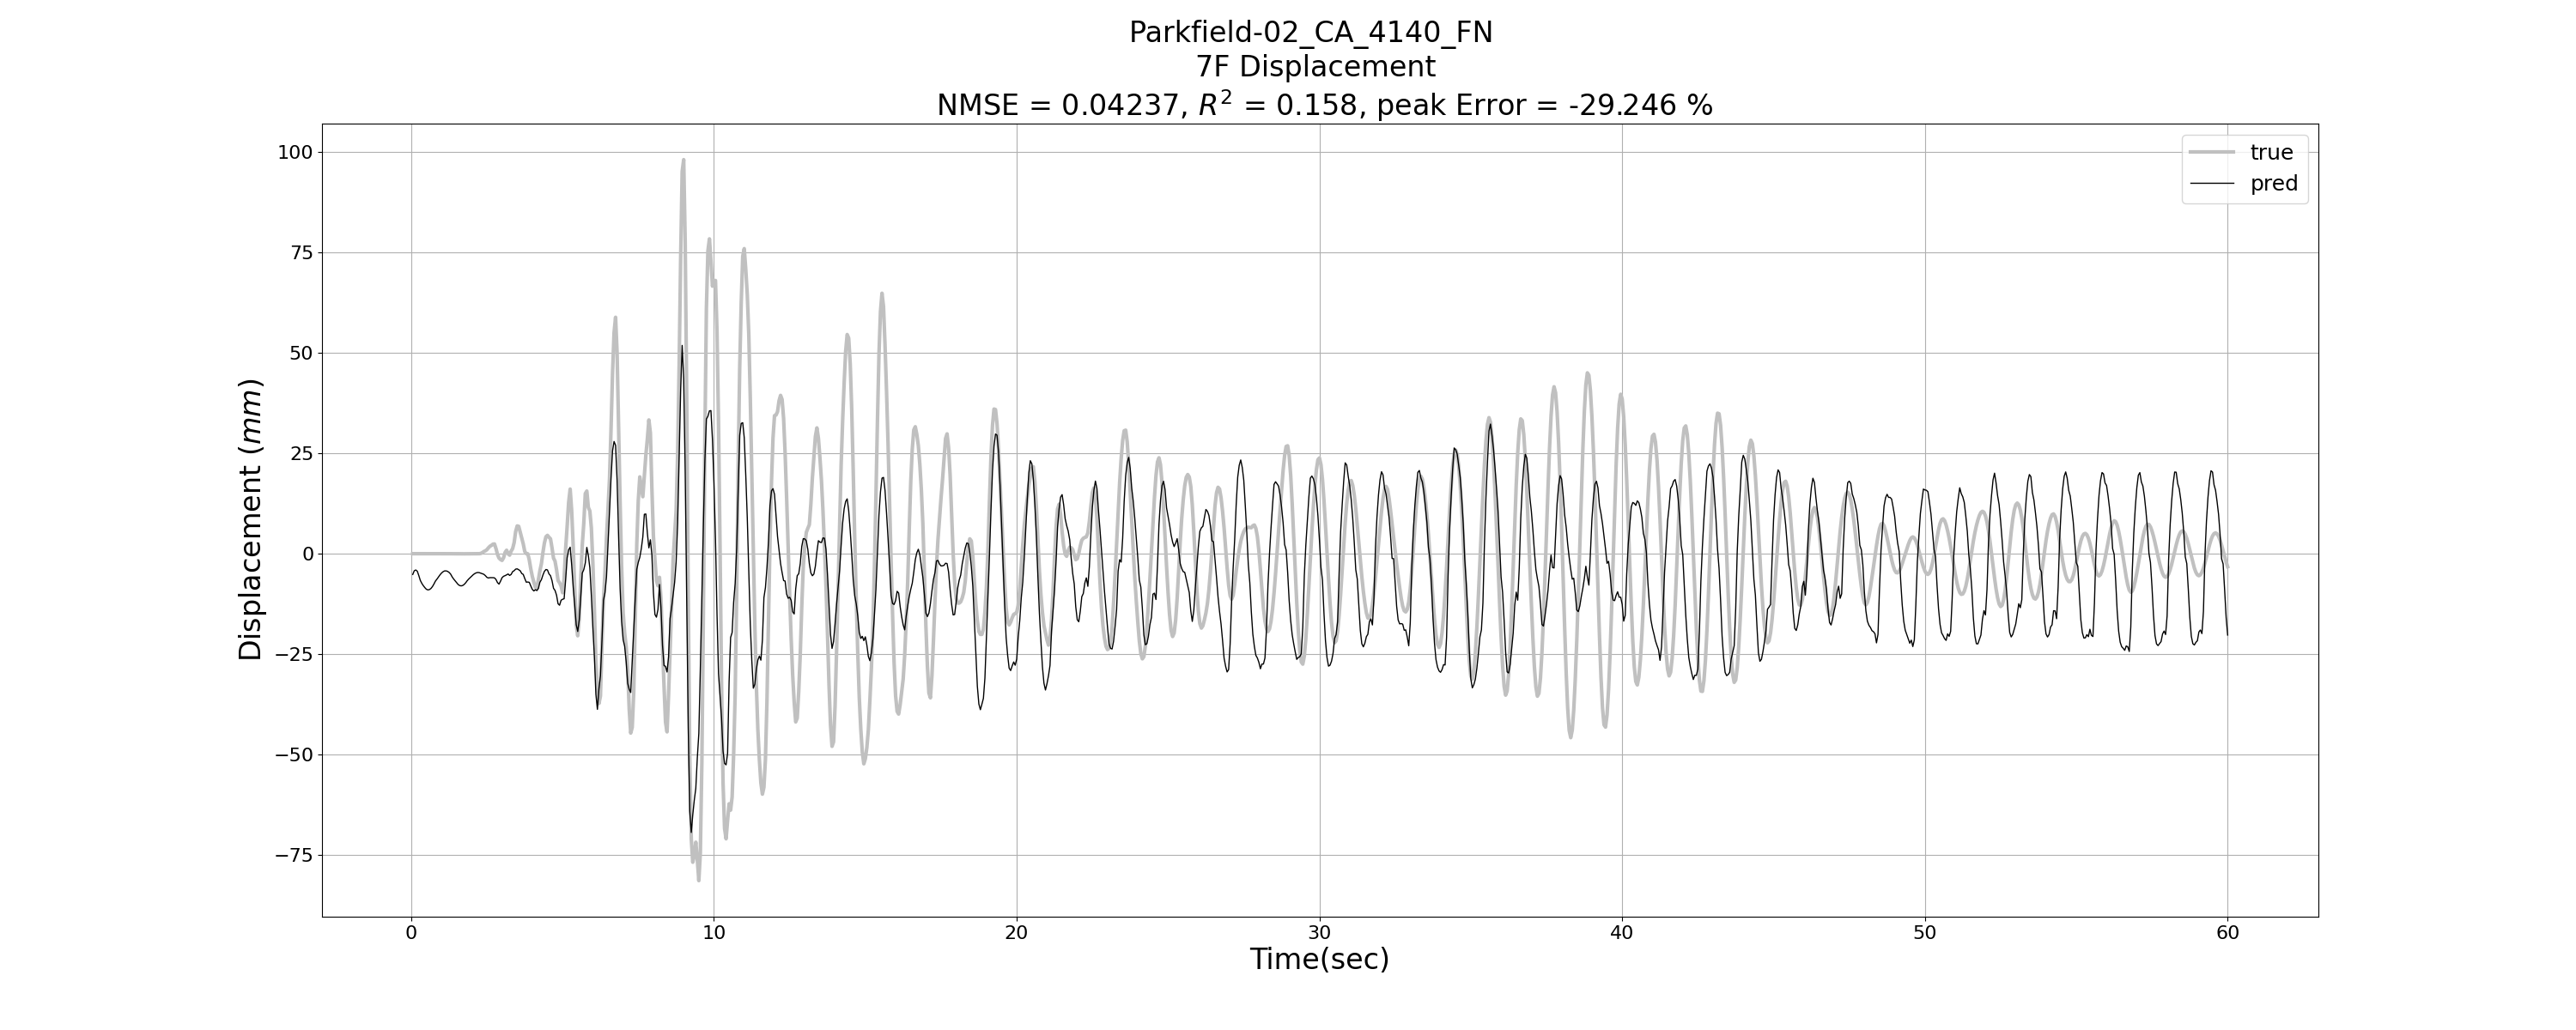 Parkfield-02_CA_4140_FN
7F Displacement
NMSE = 0.04237, R² = 0.158, peak Error = -29.246 %
true
pred
100
75
50
25
0
−25
−50
−75
Displacement (mm)
0 10 20 30 40 50 60
Time(sec)